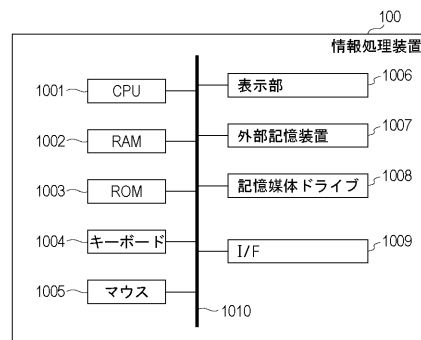 100
情報処理装置
1001 CPU
1002 RAM
1003 ROM
1004 キーボード
1005 マウス
表示部 1006
外部記憶装置 1007
記憶媒体ドライブ 1008
I/F 1009
1010